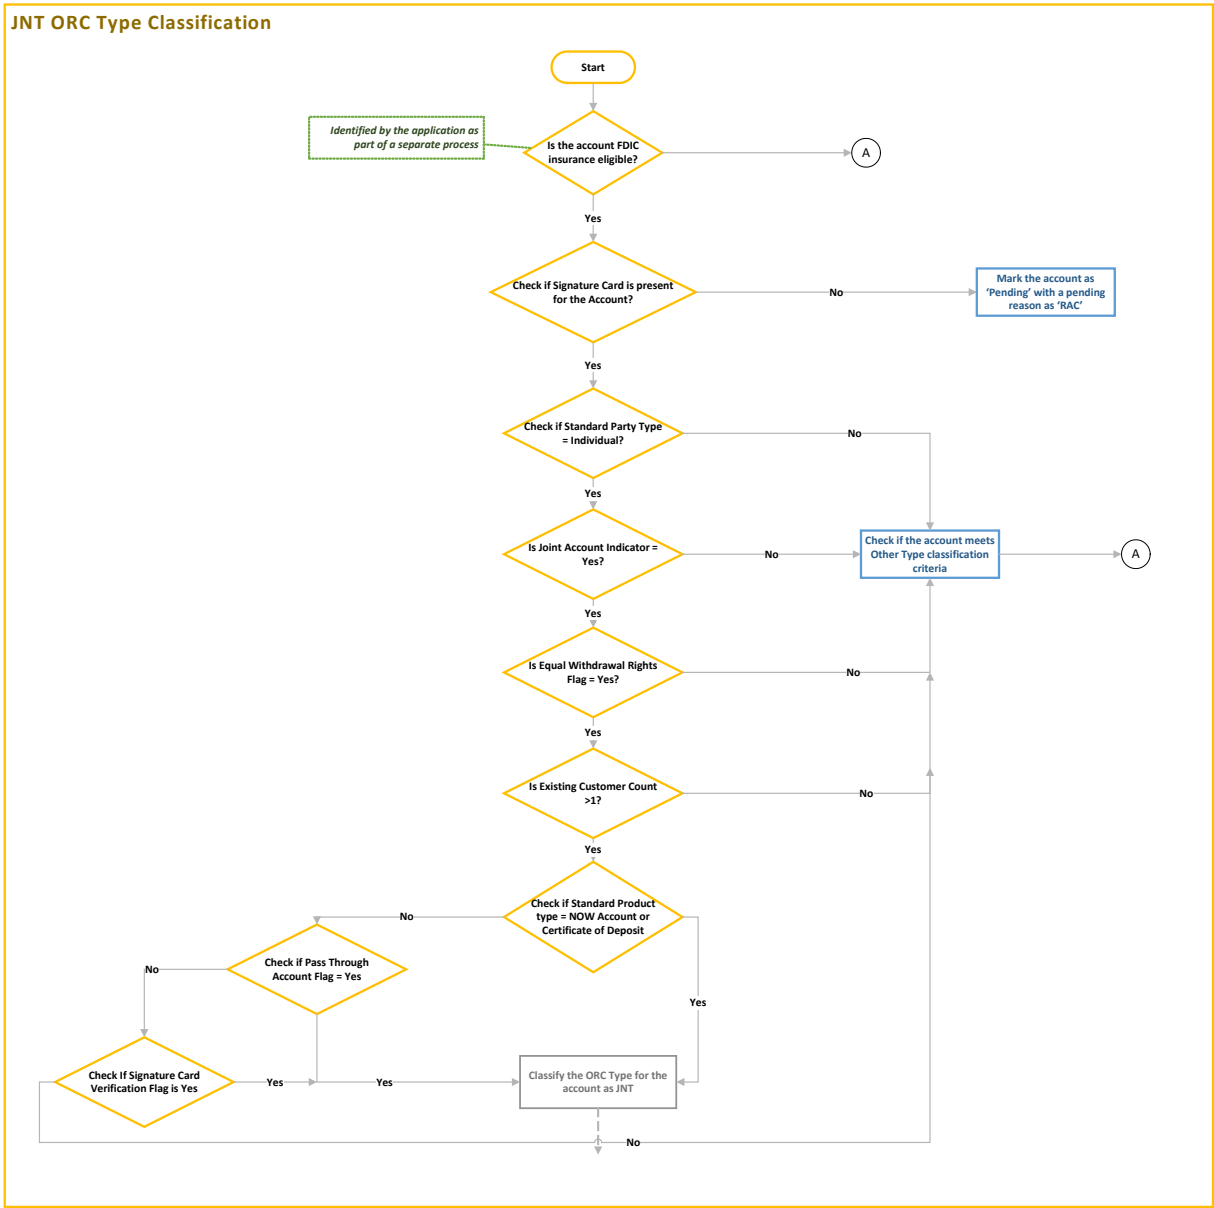 JNT ORC Type Classification
Start
Identified by the application as
part of a separate process
Is the account FDIC
insurance eligible?
A
Yes
Check if Signature Card is present
for the Account?
No
Mark the account as
‘Pending’ with a pending
reason as ‘RAC’
Yes
Check if Standard Party Type
= Individual?
No
Yes
Is Joint Account Indicator =
Yes?
No
Check if the account meets
Other Type classification
criteria
A
Yes
Is Equal Withdrawal Rights
Flag = Yes?
No
Yes
Is Existing Customer Count
>1?
No
Yes
Check if Standard Product
type = NOW Account or
Certificate of Deposit
No
Check if Pass Through
Account Flag = Yes
No
Yes
Check If Signature Card
Verification Flag is Yes
Yes
Yes
Classify the ORC Type for the
account as JNT
No